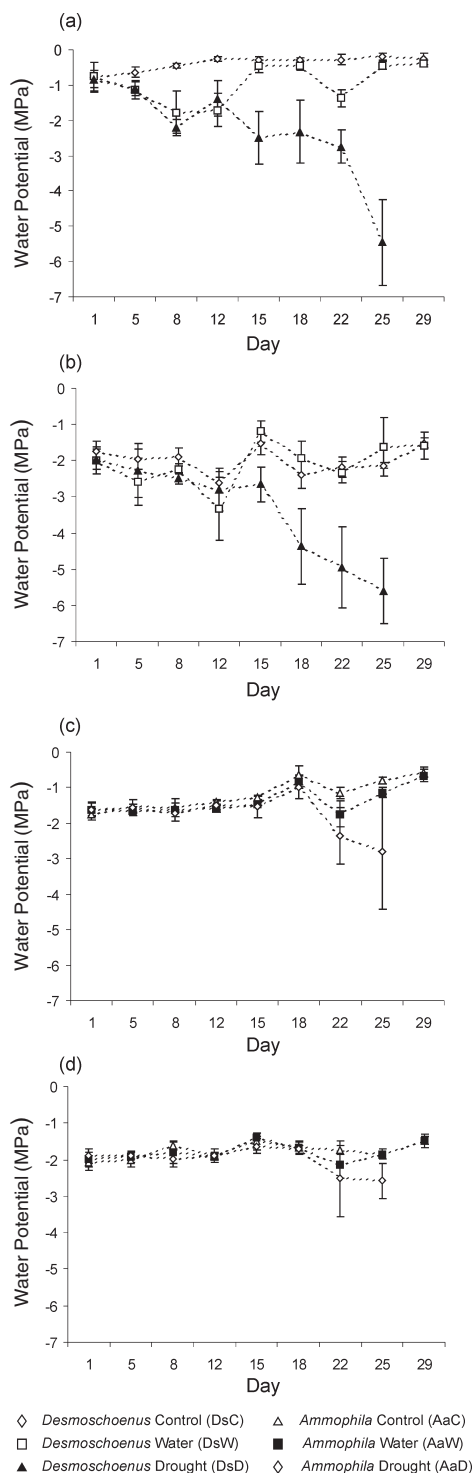 (a)
0
-1
-2
-3
-4
-5
-6
-7
Water Potential (MPa)
1 5 8 12 15 18 22 25 29
Day
(b)
0
-1
-2
-3
-4
-5
-6
-7
Water Potential (MPa)
1 5 8 12 15 18 22 25 29
Day
(c)
0
-1
-2
-3
-4
-5
-6
-7
Water Potential (MPa)
1 5 8 12 15 18 22 25 29
Day
(d)
0
-1
-2
-3
-4
-5
-6
-7
Water Potential (MPa)
1 5 8 12 15 18 22 25 29
Day
Desmoschoenus Control (DsC) Ammophila Control (AaC)
Desmoschoenus Water (DsW) Ammophila Water (AaW)
Desmoschoenus Drought (DsD) Ammophila Drought (AaD)